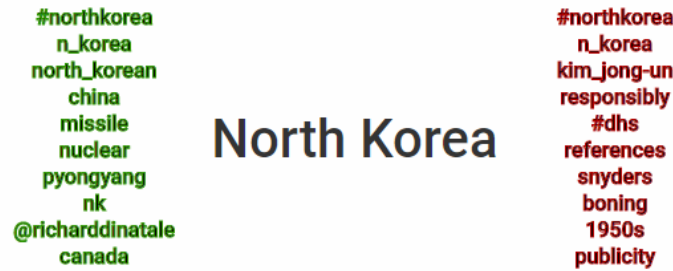 #northkorea
n_korea
north_korean
china
missile
nuclear
pyongyang
nk
@richarddinatale
canada
North Korea
#northkorea
n_korea
kim_jong-un
responsibly
#dhs
references
snyders
boning
1950s
publicity